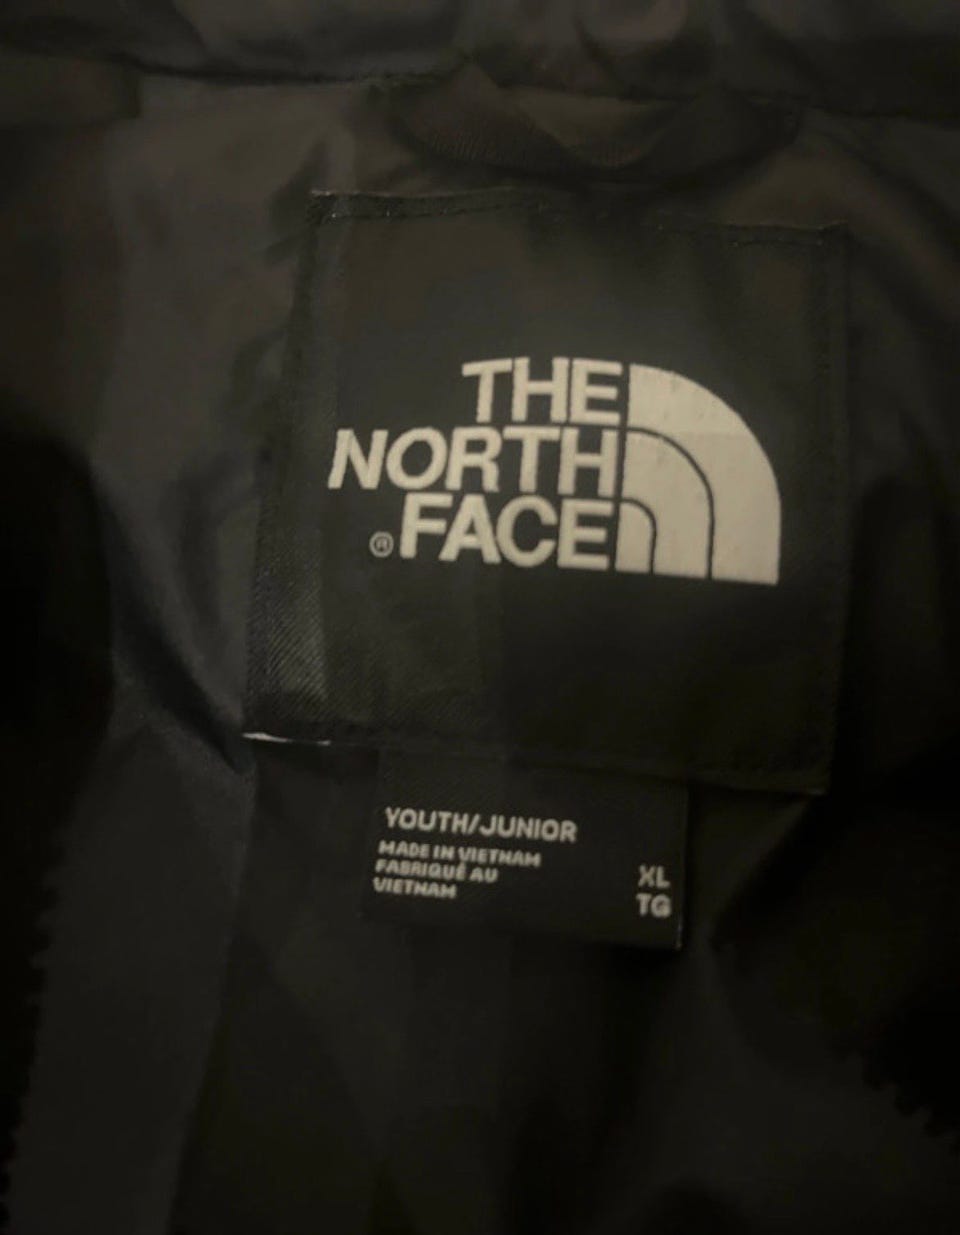 THE
NORTH
FACE
®
YOUTH/JUNIOR
MADE IN VIETNAM
FABRIQUÉ AU
VIETNAM
XL
TG